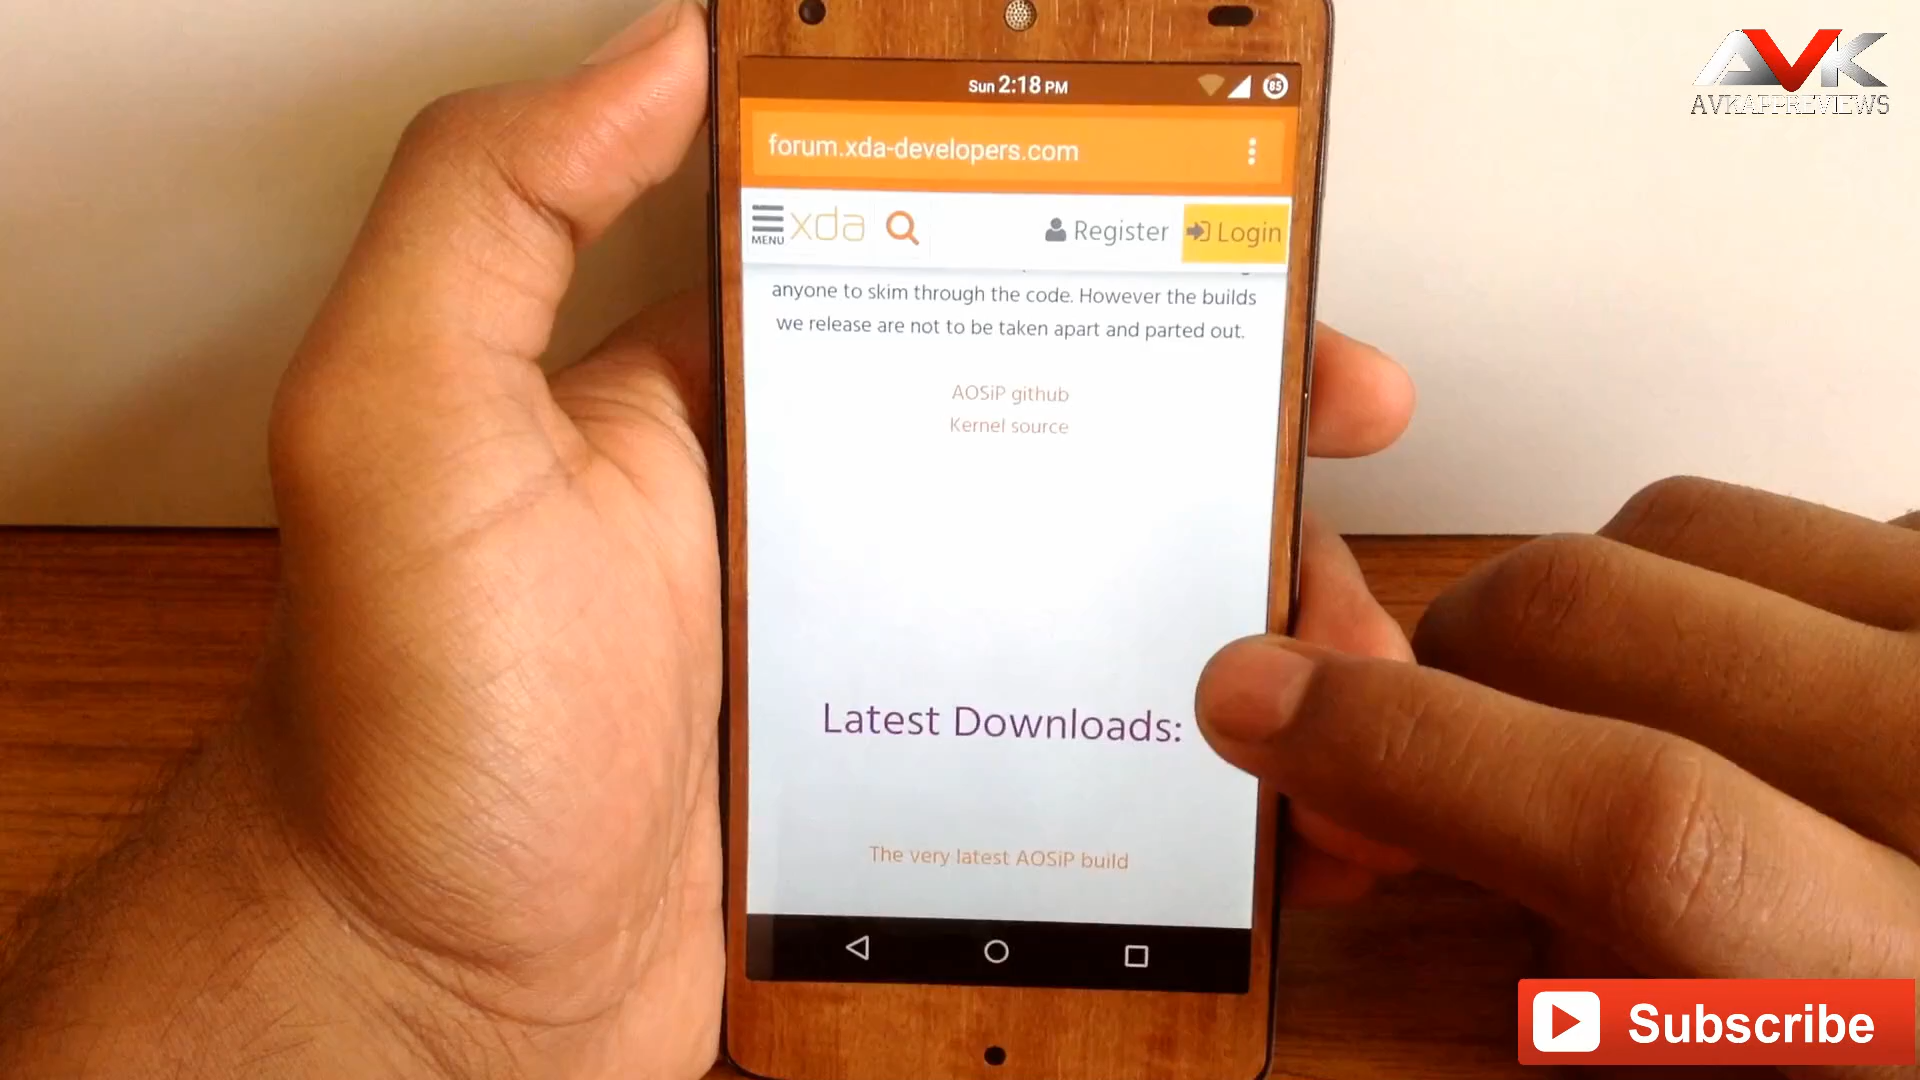 AVK
AVKAPPREVIEWS
Sun 2:18 PM
85
forum.xda-developers.com
MENU
xda
Register
Login
anyone to skim through the code. However the builds
we release are not to be taken apart and parted out.
AOSiP github
Kernel source
Latest Downloads:
The very latest AOSiP build
Subscribe